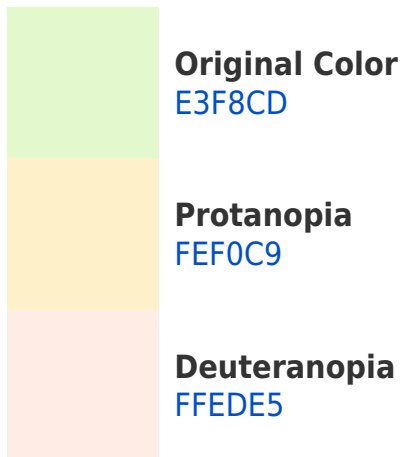 Original Color
E3F8CD
Protanopia
FEF0C9
Deuteranopia
FFEDE5